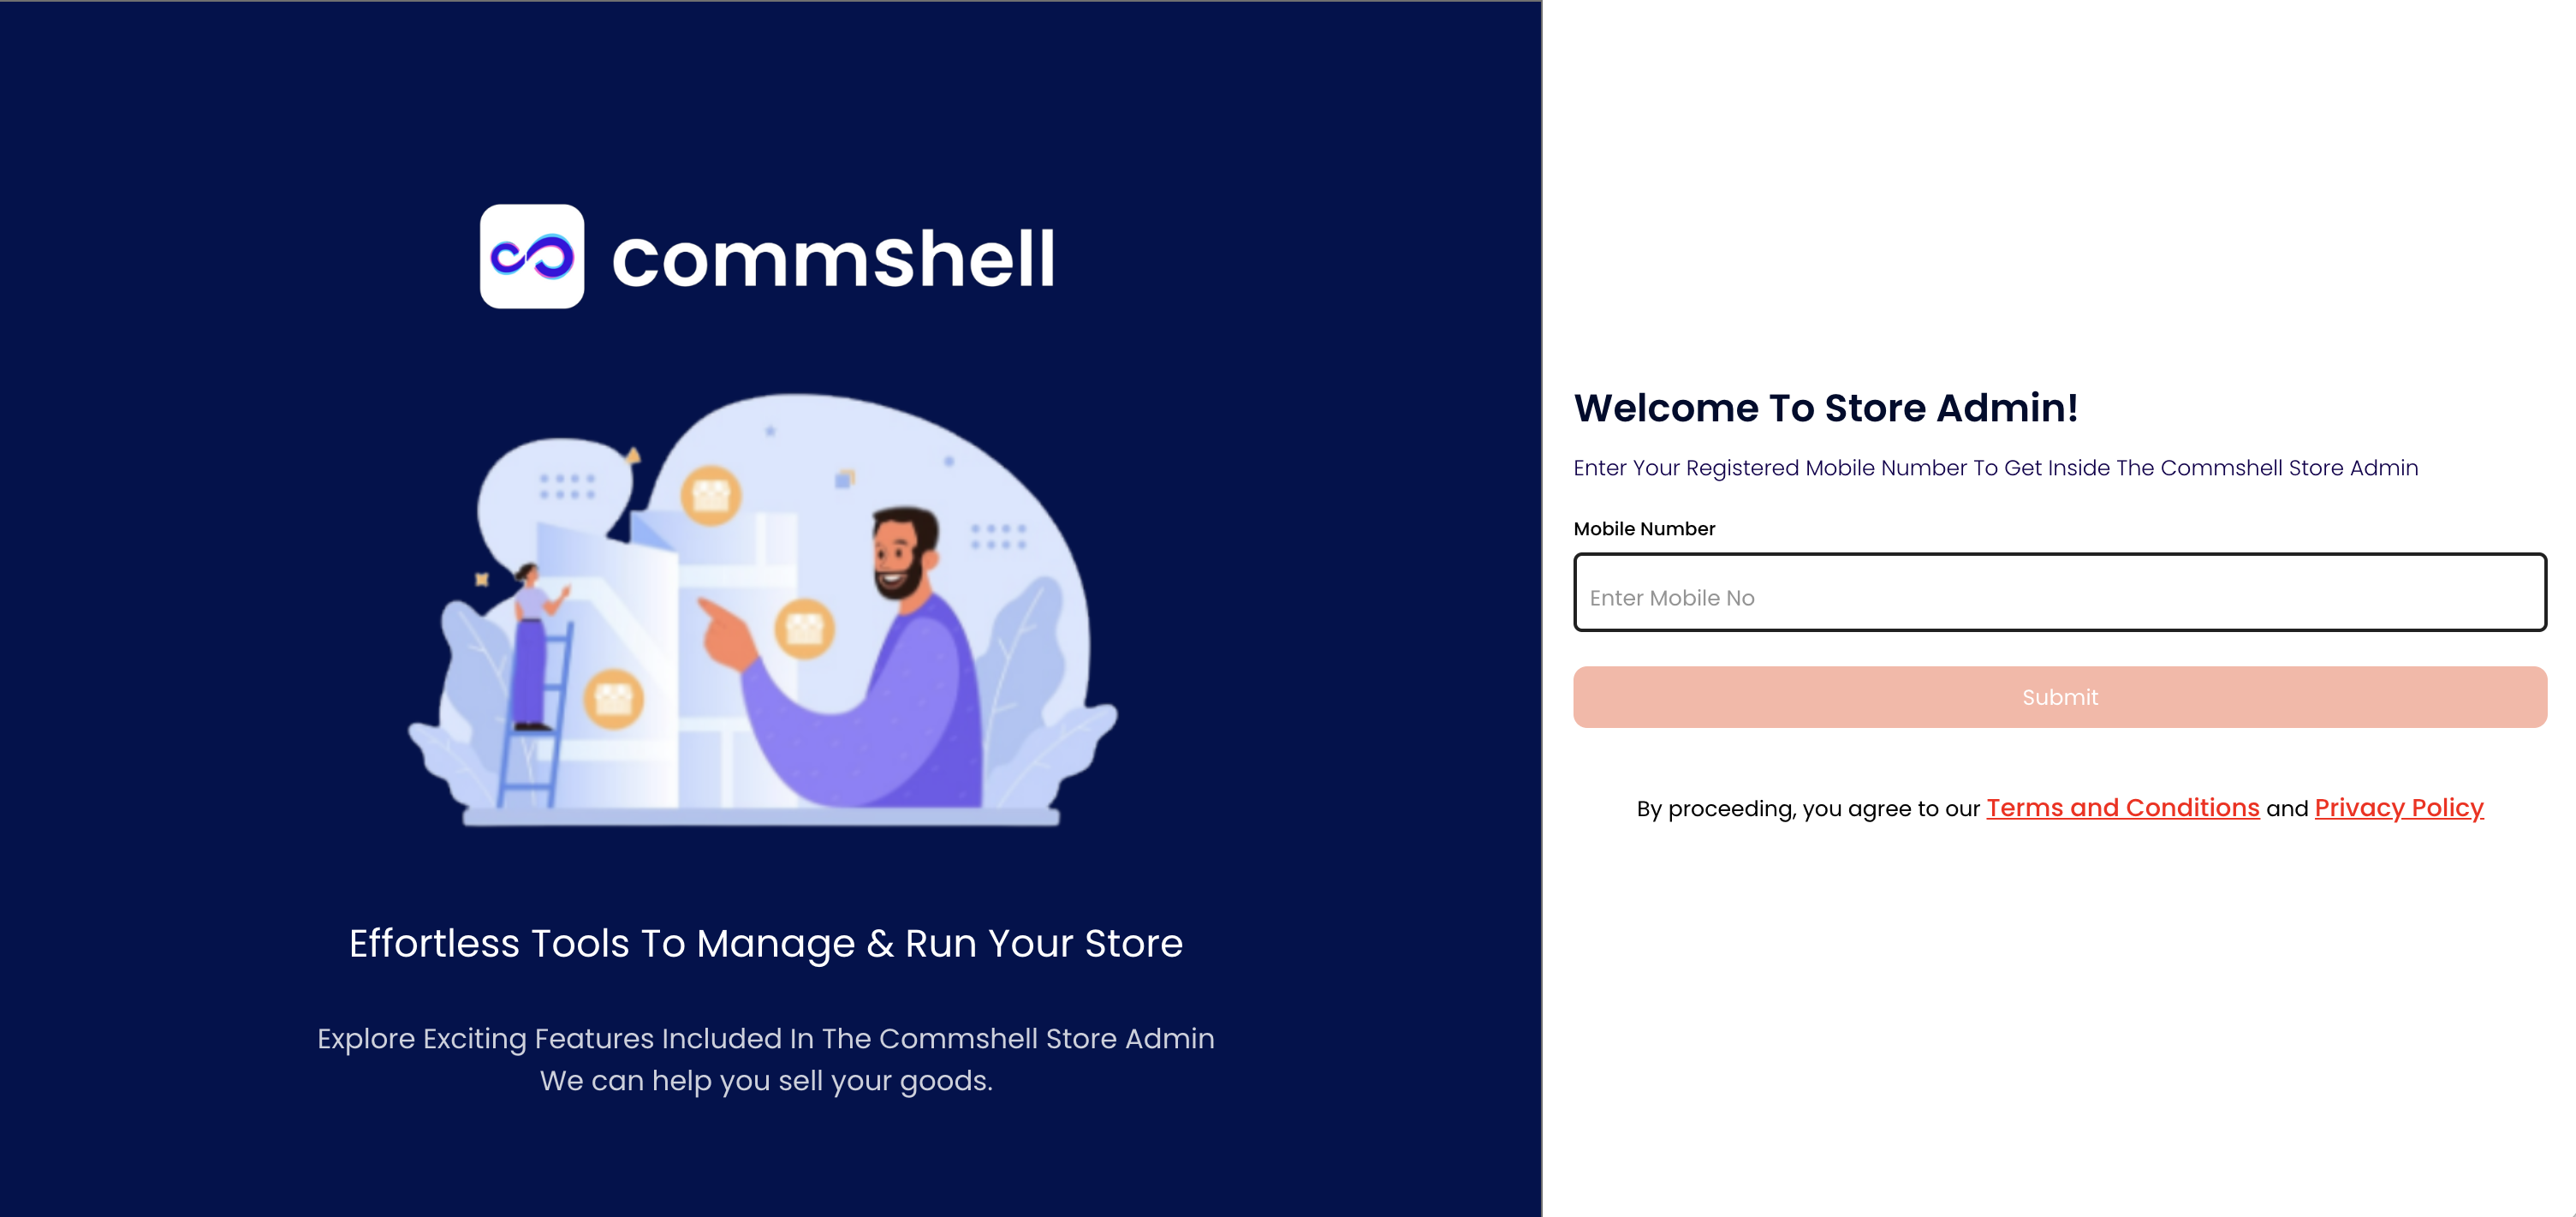 commshell
Effortless Tools To Manage & Run Your Store
Explore Exciting Features Included In The Commshell Store Admin
We can help you sell your goods.
Welcome To Store Admin!
Enter Your Registered Mobile Number To Get Inside The Commshell Store Admin
Mobile Number
Enter Mobile No
Submit
By proceeding, you agree to our Terms and Conditions and Privacy Policy